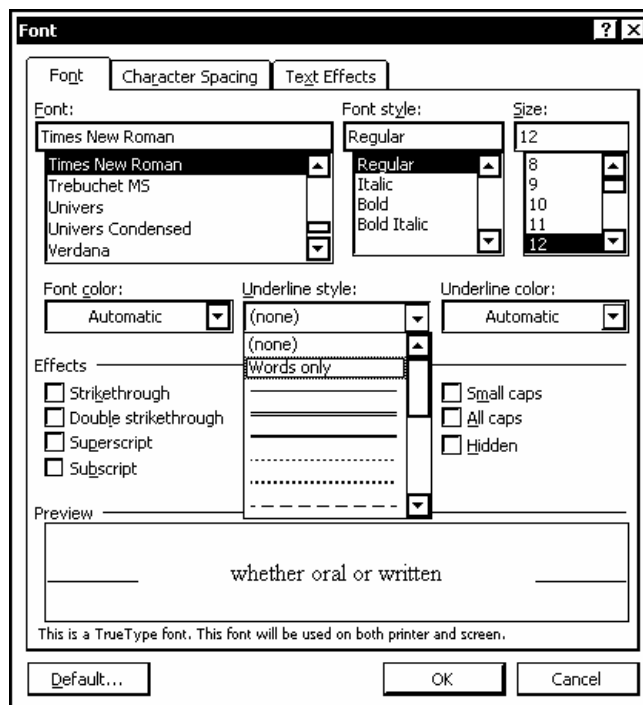 Font
Font Character Spacing Text Effects
Font: Font style: Size:
Times New Roman Regular 12
Times New Roman Regular 8
Trebuchet MS Italic 9
Univers Bold 10
Univers Condensed Bold Italic 11
Verdana 12
Font color: Underline style: Underline color:
Automatic (none) Automatic
(none)
Effects Words only
Strikethrough Small caps
Double strikethrough All caps
Superscript Hidden
Subscript
Preview
whether oral or written
This is a TrueType font. This font will be used on both printer and screen.
Default... OK Cancel